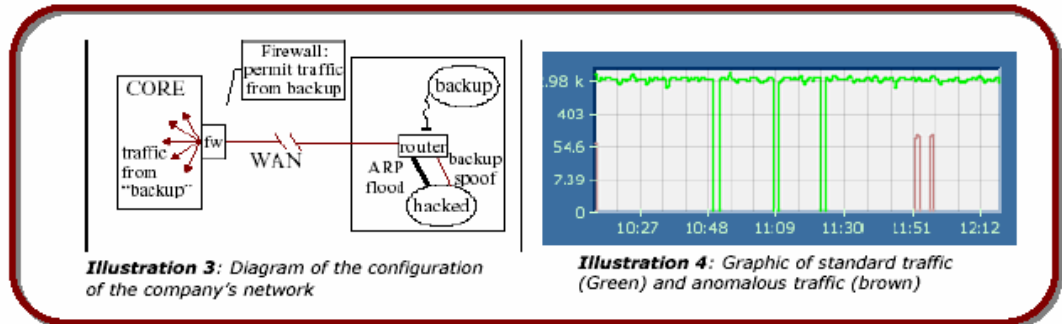 Firewall:
permit traffic
from backup
CORE
fw
traffic
from
"backup"
WAN
backup
router
ARP
flood
backup
spoof
hacked
Illustration 3: Diagram of the configuration
of the company's network
.98 k
403
54.6
7.39
0
10:27 10:48 11:09 11:30 11:51 12:12
Illustration 4: Graphic of standard traffic
(Green) and anomalous traffic (brown)